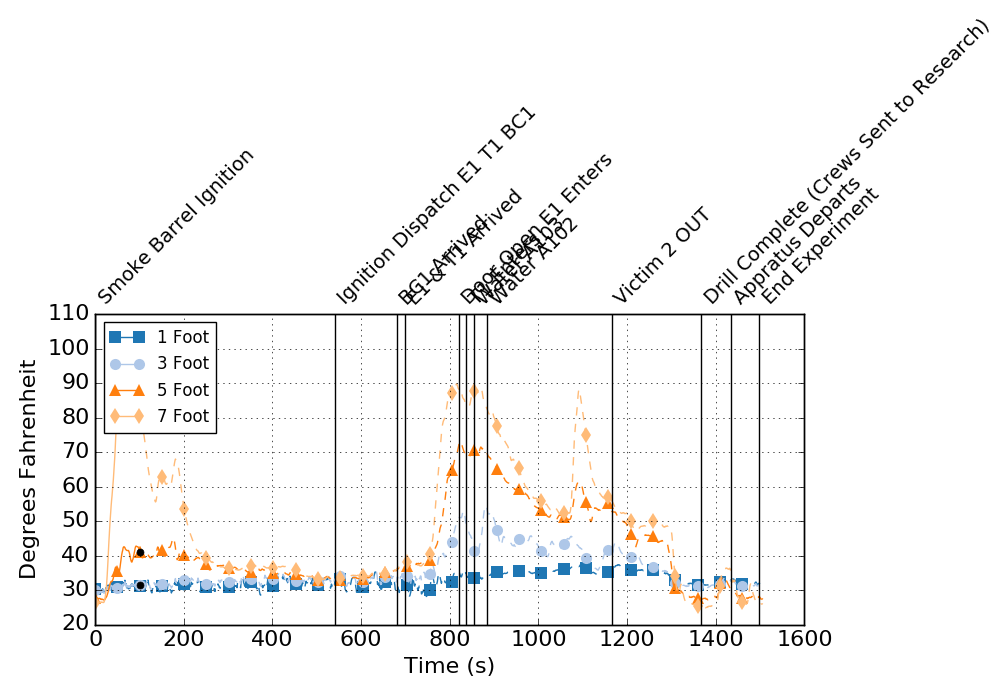 Smoke Barrel Ignition
Ignition Dispatch E1 T1 BC1
BC1 Arrived
E1 & T1 Arrived
Door Open E1 Enters
Water A103
Water A102
Victim 2 OUT
Drill Complete (Crews Sent to Research)
Appratus Departs
End Experiment
110
100
90
80
70
60
50
40
30
20
Degrees Fahrenheit
1 Foot
3 Foot
5 Foot
7 Foot
0 200 400 600 800 1000 1200 1400 1600
Time (s)